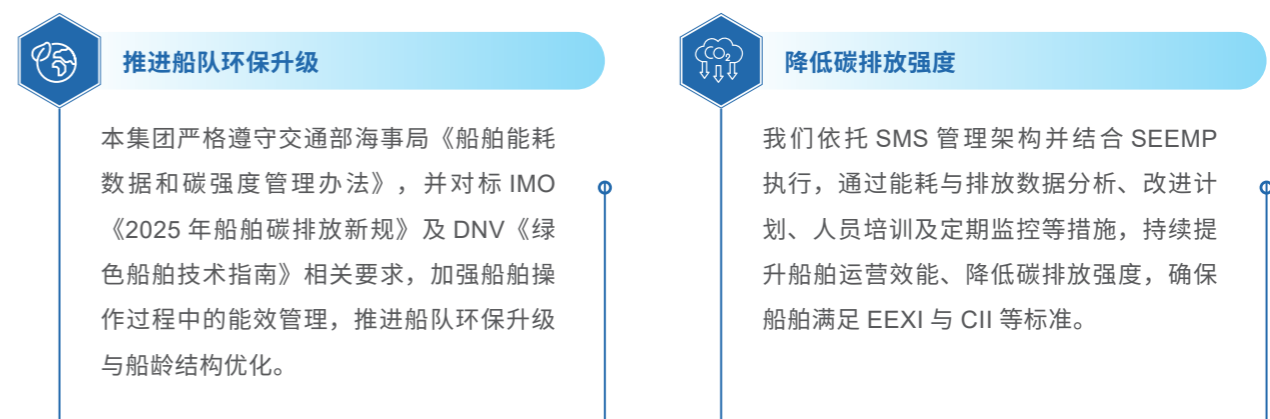 推进船队环保升级
本集团严格遵守交通部海事局《船舶能耗
数据和碳强度管理办法》，并对标 IMO
《2025 年船舶碳排放新规》及 DNV《绿
色船舶技术指南》相关要求，加强船舶操
作过程中的能效管理，推进船队环保升级
与船龄结构优化。
CO2
降低碳排放强度
我们依托 SMS 管理架构并结合 SEEMP
执行，通过能耗与排放数据分析、改进计
划、人员培训及定期监控等措施，持续提
升船舶运营效能、降低碳排放强度，确保
船舶满足 EEXI 与 CII 等标准。